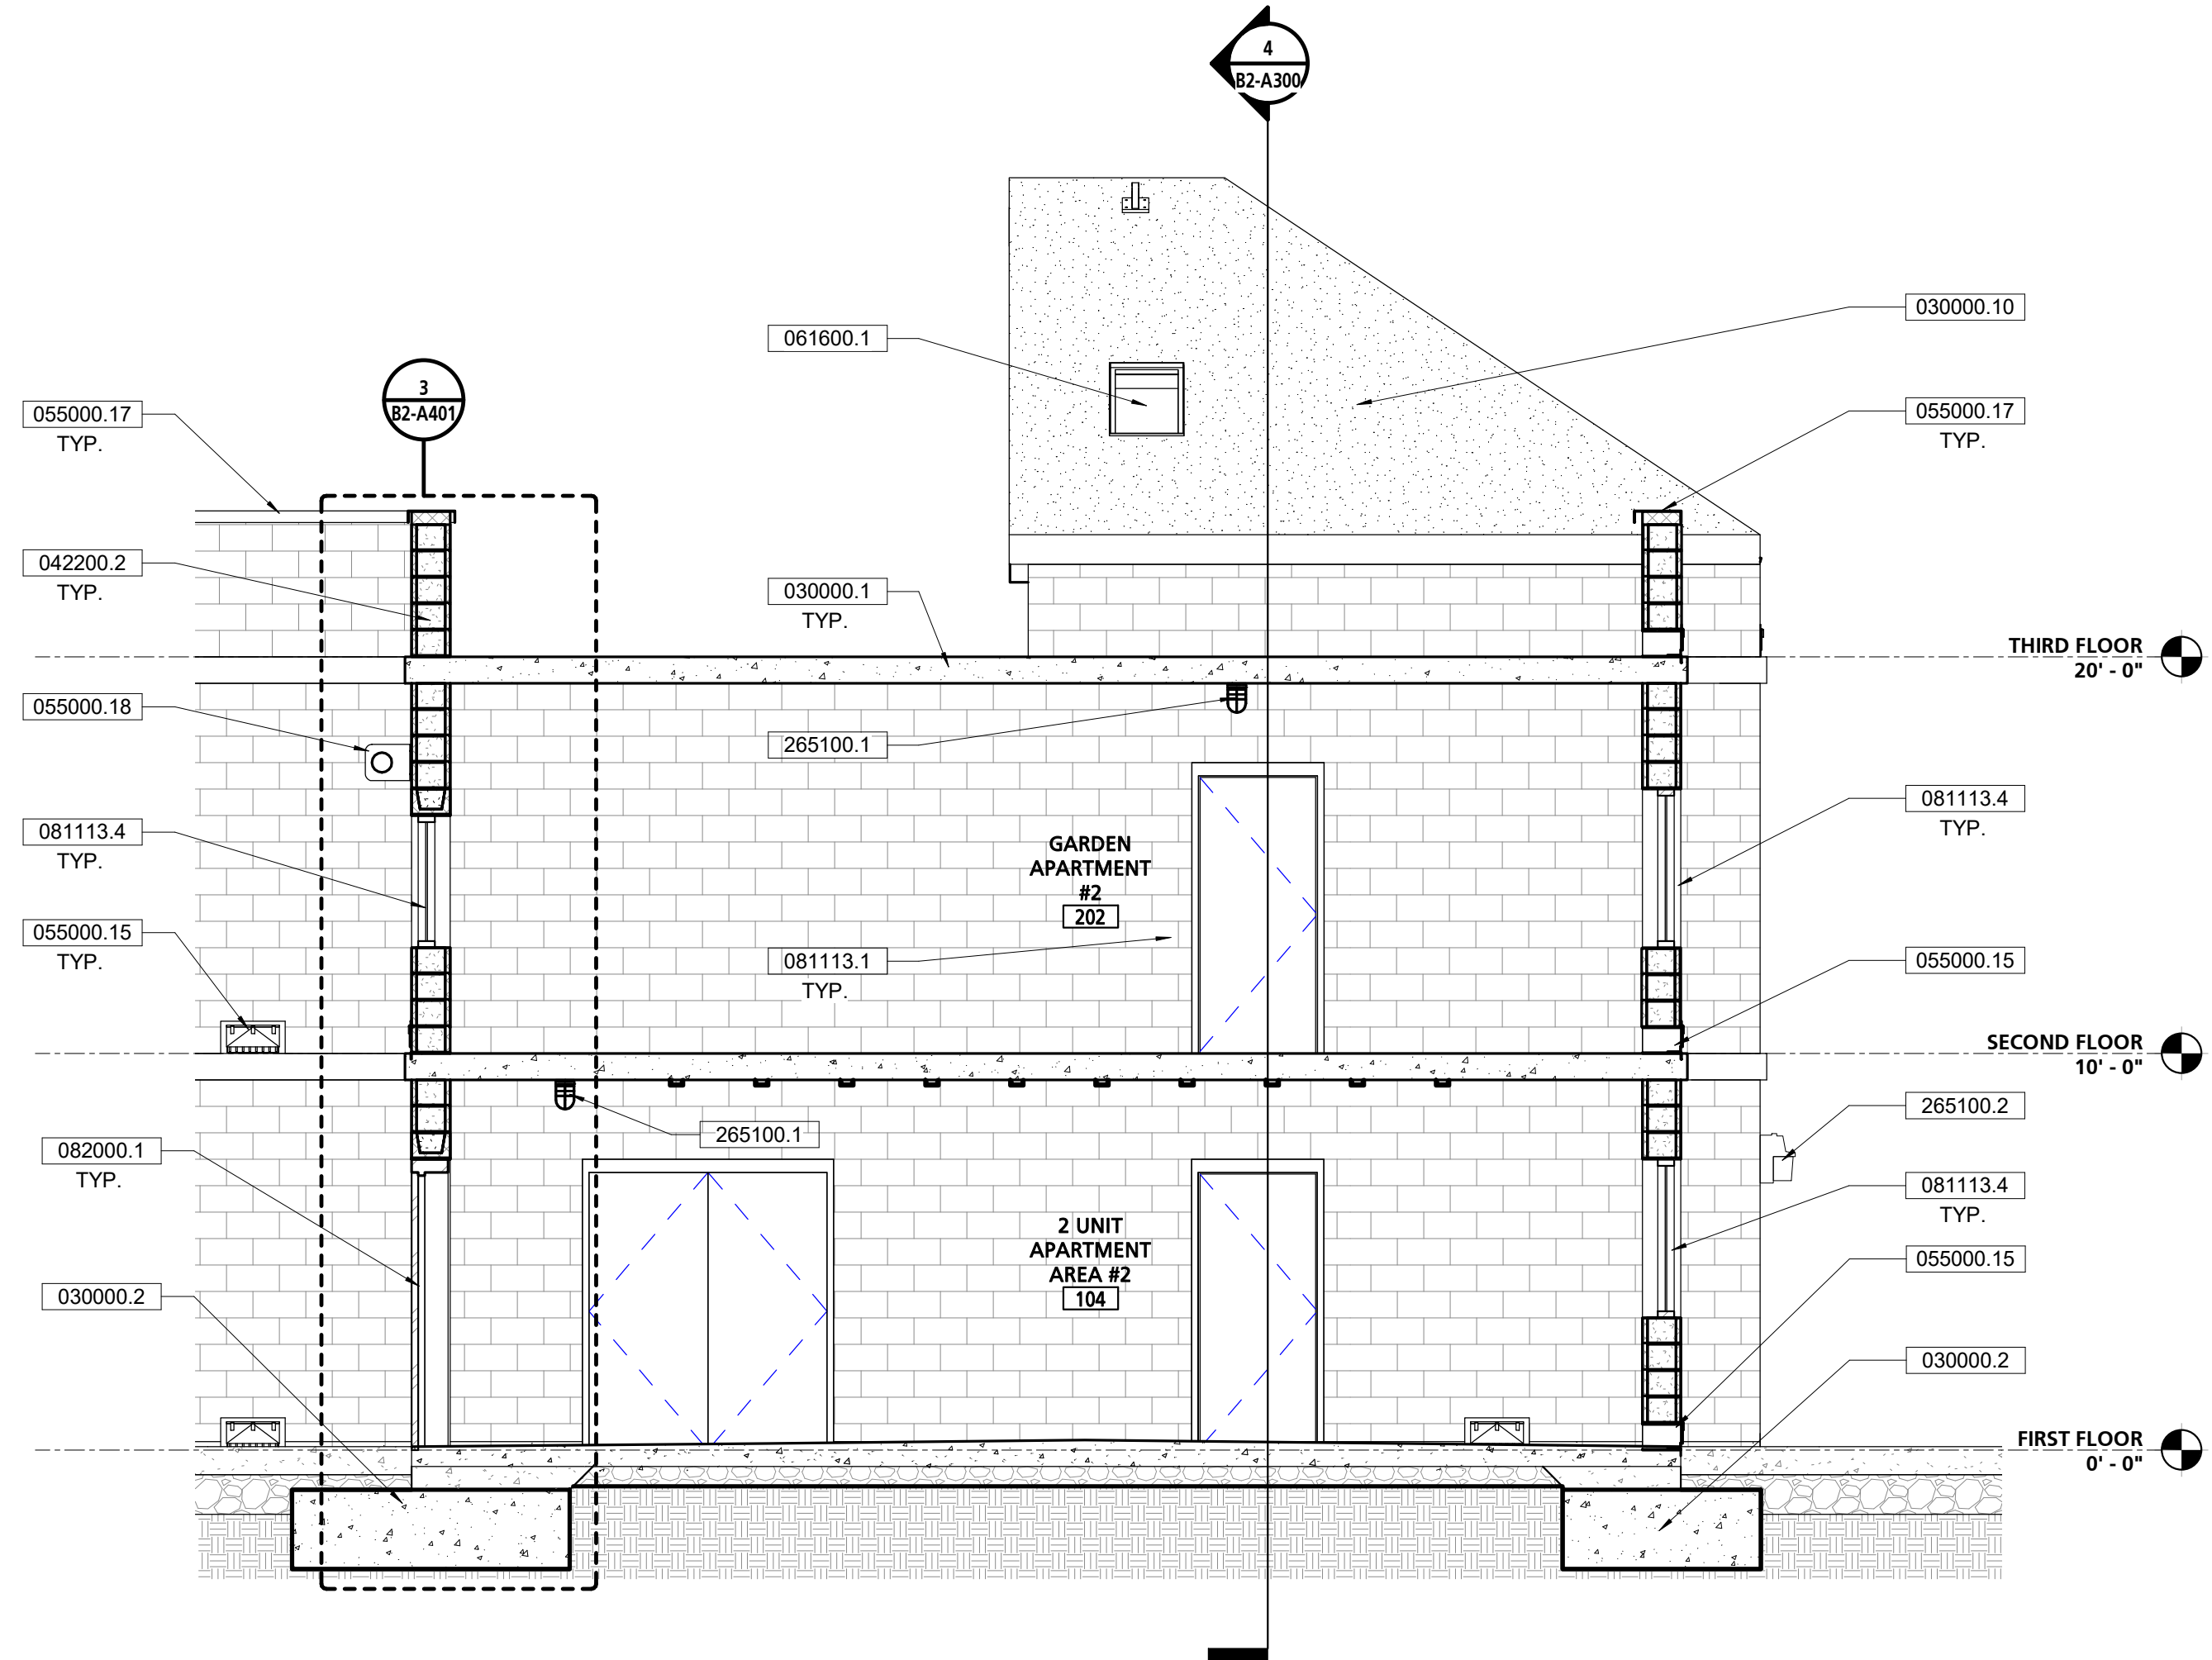 4
B2-A300
030000.10
061600.1
3
B2-A401
055000.17
TYP.
055000.17
TYP.
042200.2
TYP.
030000.1
TYP.
THIRD FLOOR
20' - 0"
055000.18
265100.1
081113.4
TYP.
081113.4
TYP.
GARDEN
APARTMENT
#2
202
055000.15
TYP.
081113.1
TYP.
055000.15
SECOND FLOOR
10' - 0"
265100.2
265100.1
082000.1
TYP.
081113.4
TYP.
2 UNIT
APARTMENT
AREA #2
104
055000.15
030000.2
030000.2
FIRST FLOOR
0' - 0"